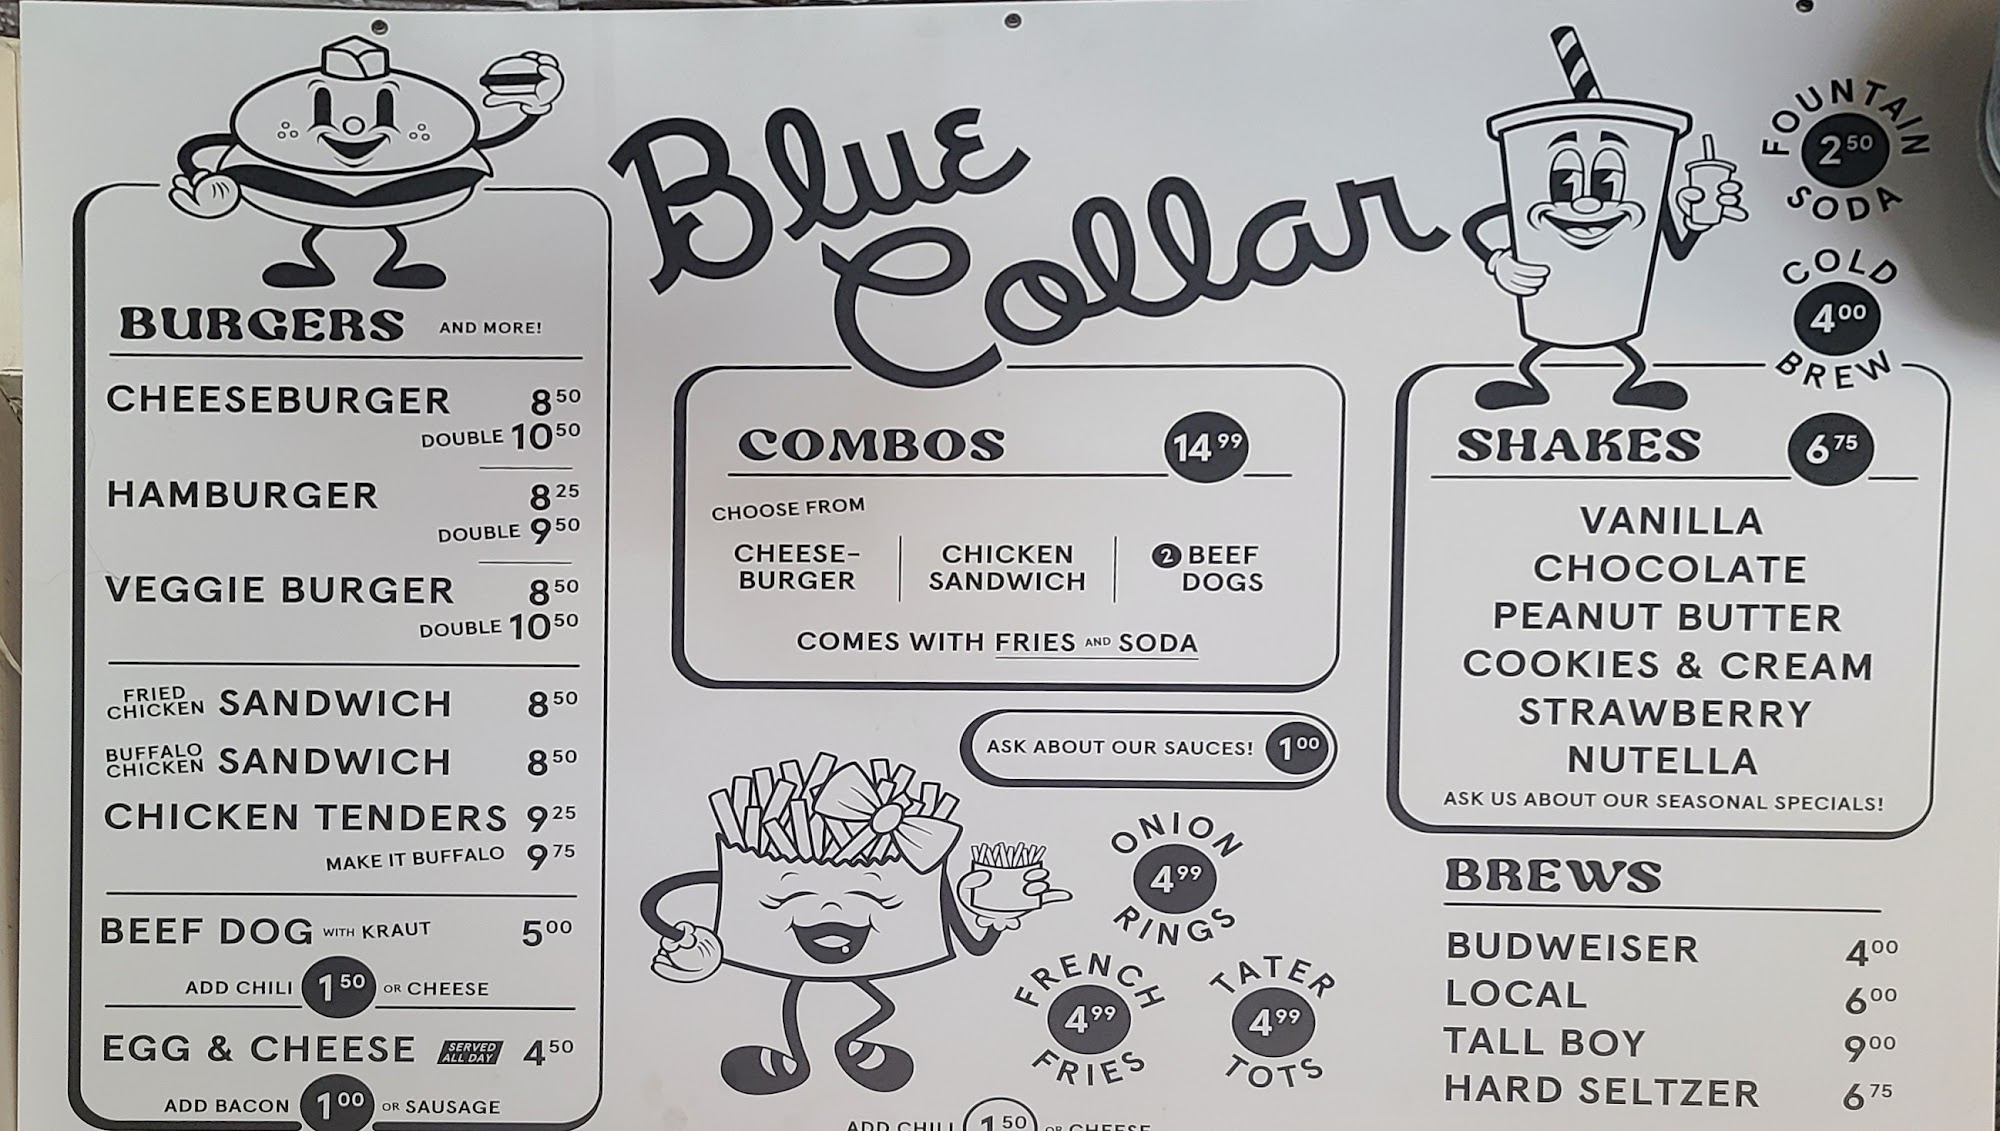 Blue
Collar
BURGERS AND MORE!
CHEESEBURGER 8 50
DOUBLE 10 50
HAMBURGER 8 25
DOUBLE 9 50
VEGGIE BURGER 8 50
DOUBLE 10 50
FRIED CHICKEN SANDWICH 8 50
BUFFALO CHICKEN SANDWICH 8 50
CHICKEN TENDERS 9 25
MAKE IT BUFFALO 9 75
BEEF DOG WITH KRAUT 5 00
ADD CHILI 1 50 OR CHEESE
EGG & CHEESE SERVED ALL DAY 4 50
ADD BACON 1 00 OR SAUSAGE
COMBOS 14 99
CHOOSE FROM
CHEESE-
BURGER
CHICKEN
SANDWICH
2 BEEF
DOGS
COMES WITH FRIES AND SODA
ASK ABOUT OUR SAUCES! 1 00
ONION
4 99
RINGS
FRENCH
4 99
FRIES
TATER
4 99
TOTS
ADD CHILI 1 50 OR CHEESE
FOUNTAIN
2 50
SODA
COLD
4 00
BREW
SHAKES 6 75
VANILLA
CHOCOLATE
PEANUT BUTTER
COOKIES & CREAM
STRAWBERRY
NUTELLA
ASK US ABOUT OUR SEASONAL SPECIALS!
BREWS
BUDWEISER 4 00
LOCAL 6 00
TALL BOY 9 00
HARD SELTZER 6 75